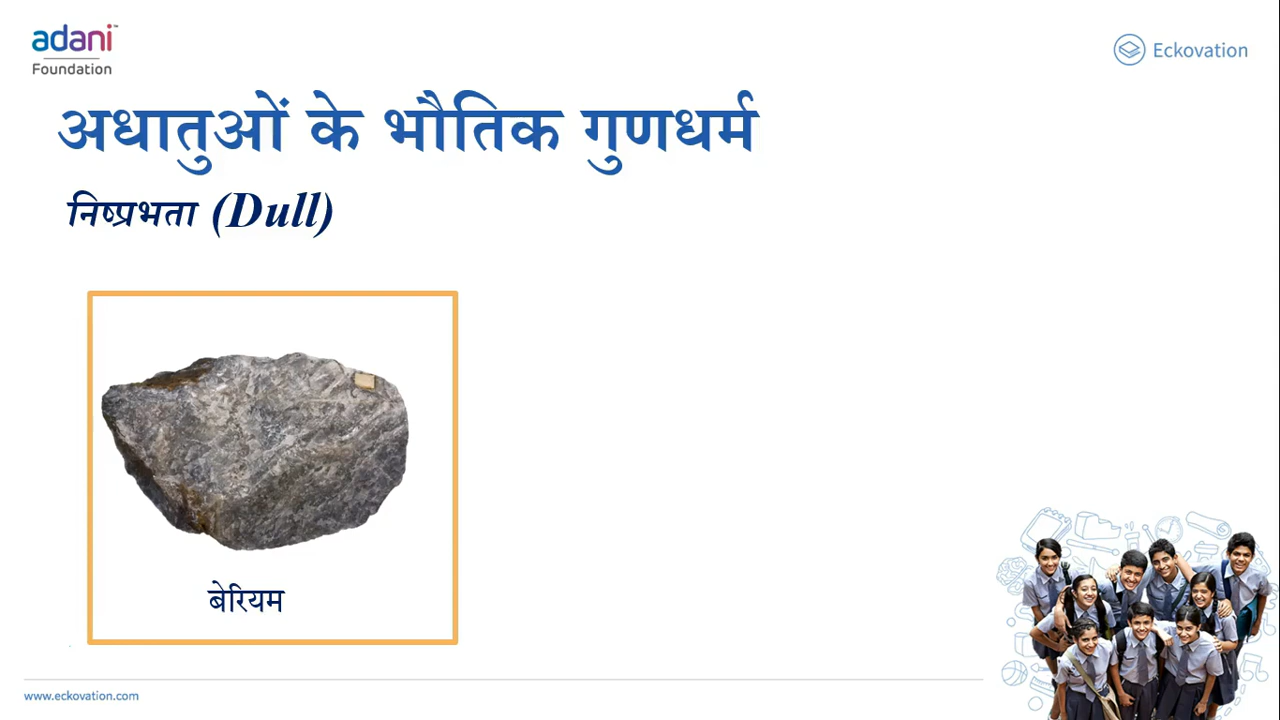 adani
Foundation
Eckovation
अधातुओं के भौतिक गुणधर्म
निष्प्रभता (Dull)
बेरियम
www.eckovation.com